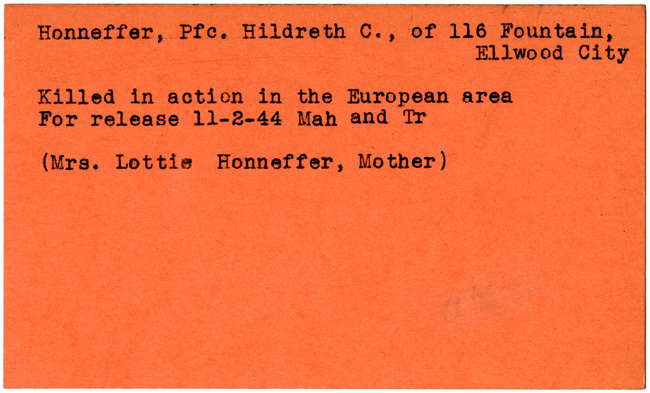 Honneffer, Pfc. Hildreth C., of 116 Fountain,
Ellwood City
Killed in action in the European area
For release 11-2-44 Mah and Tr
(Mrs. Lottie Honneffer, Mother)